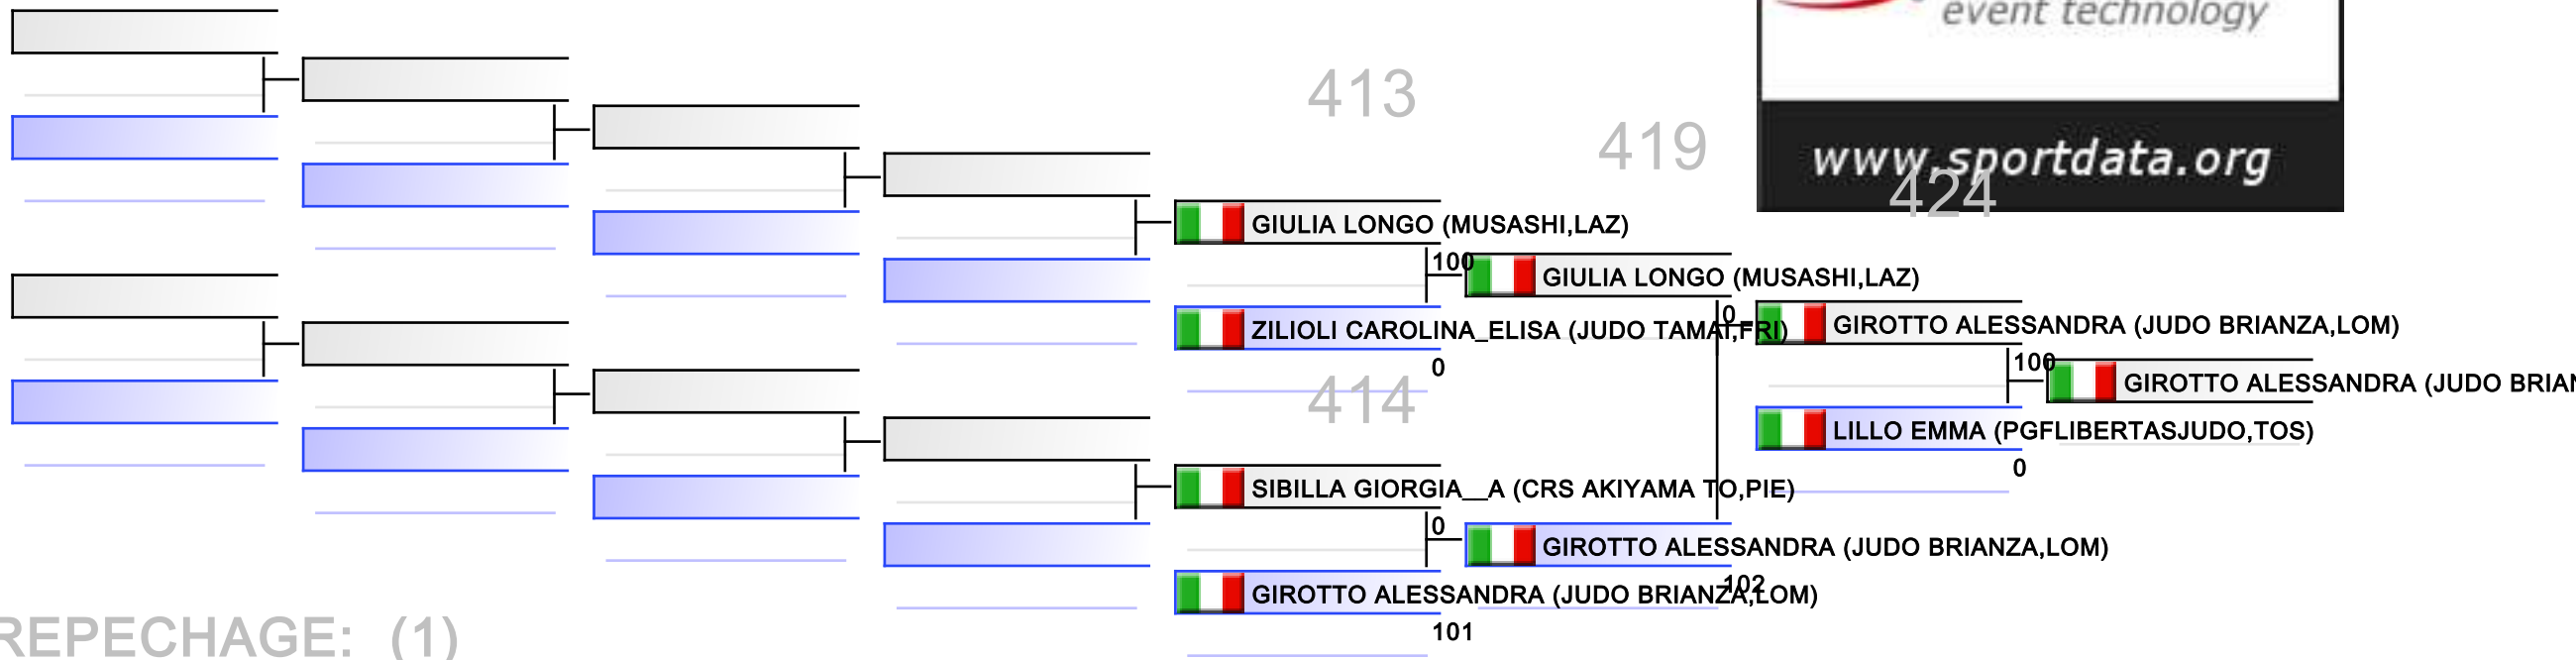 event technology
413
419
www.sportdata.org
424
GIULIA LONGO (MUSASHI,LAZ)
100
GIULIA LONGO (MUSASHI,LAZ)
0
GIROTTO ALESSANDRA (JUDO BRIANZA,LOM)
ZILIOLI CAROLINA_ELISA (JUDO TAMAI,FRI)
0
100
GIROTTO ALESSANDRA (JUDO BRIAN
414
LILLO EMMA (PGFLIBERTASJUDO,TOS)
0
SIBILLA GIORGIA__A (CRS AKIYAMA TO,PIE)
0
GIROTTO ALESSANDRA (JUDO BRIANZA,LOM)
102
GIROTTO ALESSANDRA (JUDO BRIANZA,LOM)
101
REPECHAGE: (1)